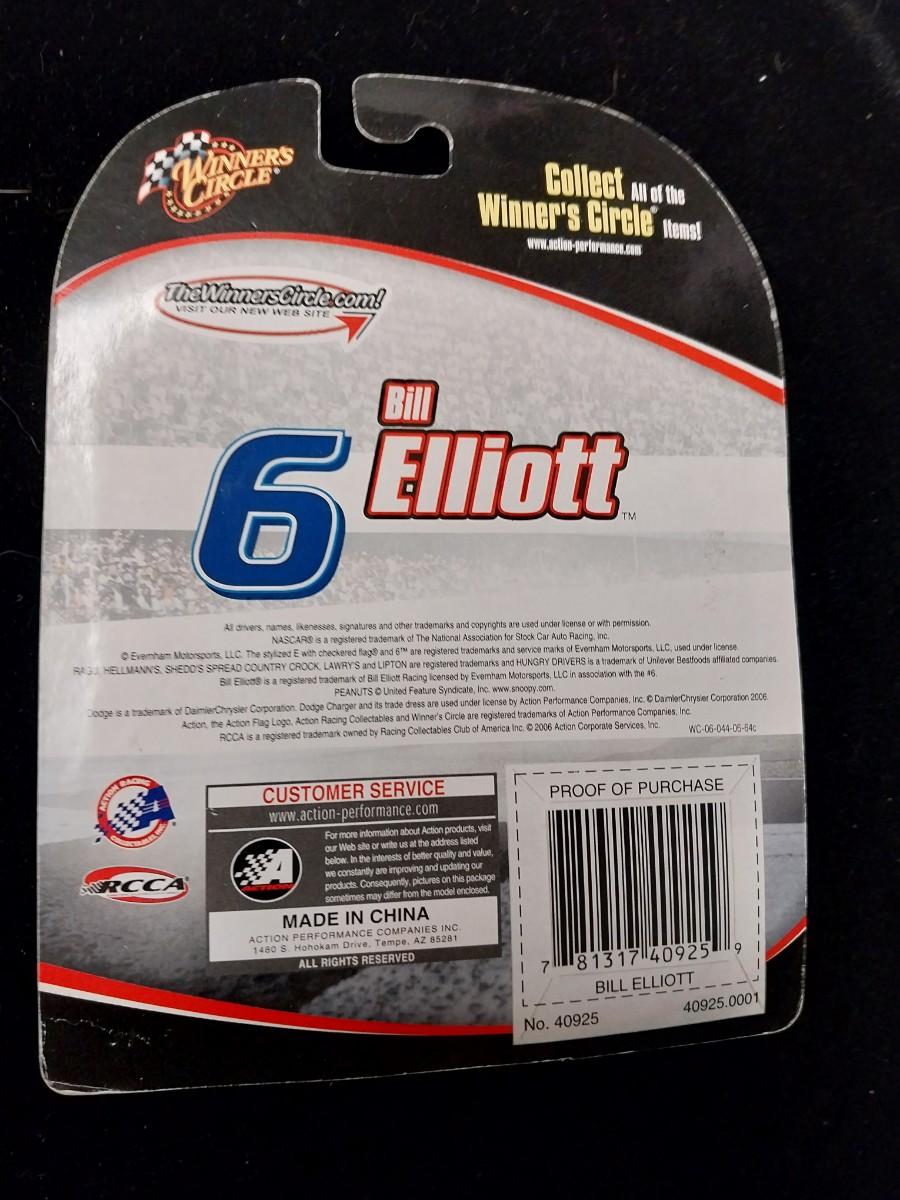 WINNER'S
CIRCLE®
Collect All of the
Winner's Circle® Items!
www.action-performance.com
TheWinnersCircle.com!
VISIT OUR NEW WEB SITE
6
Bill
Elliott™
All drivers, names, likenesses, signatures and other trademarks and copyrights are used under license or with permission.
NASCAR® is a registered trademark of The National Association for Stock Car Auto Racing, Inc.
© Evernham Motorsports, LLC. The stylized E with checkered flag® and 6™ are registered trademarks and service marks of Evernham Motorsports, LLC, used under license.
RAGU, HELLMANN'S, SHEDD'S SPREAD COUNTRY CROCK, LAWRY'S and LIPTON are registered trademarks and HUNGRY DRIVERS is a trademark of Unilever Bestfoods affiliated companies.
Bill Elliott® is a registered trademark of Bill Elliott Racing licensed by Evernham Motorsports, LLC in association with the #6.
PEANUTS © United Feature Syndicate, Inc. www.snoopy.com.
Dodge is a trademark of DaimlerChrysler Corporation. Dodge Charger and its trade dress are used under license by Action Performance Companies, Inc. © DaimlerChrysler Corporation 2006.
Action, the Action Flag Logo, Action Racing Collectables and Winner's Circle are registered trademarks of Action Performance Companies, Inc.
RCCA is a registered trademark owned by Racing Collectables Club of America Inc. © 2006 Action Corporate Services, Inc.
WC-06-044-06-64c
ACTION RACING
COLLECTABLES, INC.
RCCA
CUSTOMER SERVICE
www.action-performance.com
A
ACTION
For more information about Action products, visit
our Web site or write us at the address listed
below. In the interests of better quality and value,
we constantly are improving and updating our
products. Consequently, pictures on this package
sometimes may differ from the model enclosed.
MADE IN CHINA
ACTION PERFORMANCE COMPANIES INC.
1480 S. Hohokam Drive, Tempe, AZ 85281
ALL RIGHTS RESERVED
PROOF OF PURCHASE
7 81317 40925 9
BILL ELLIOTT
No. 40925 40925.0001